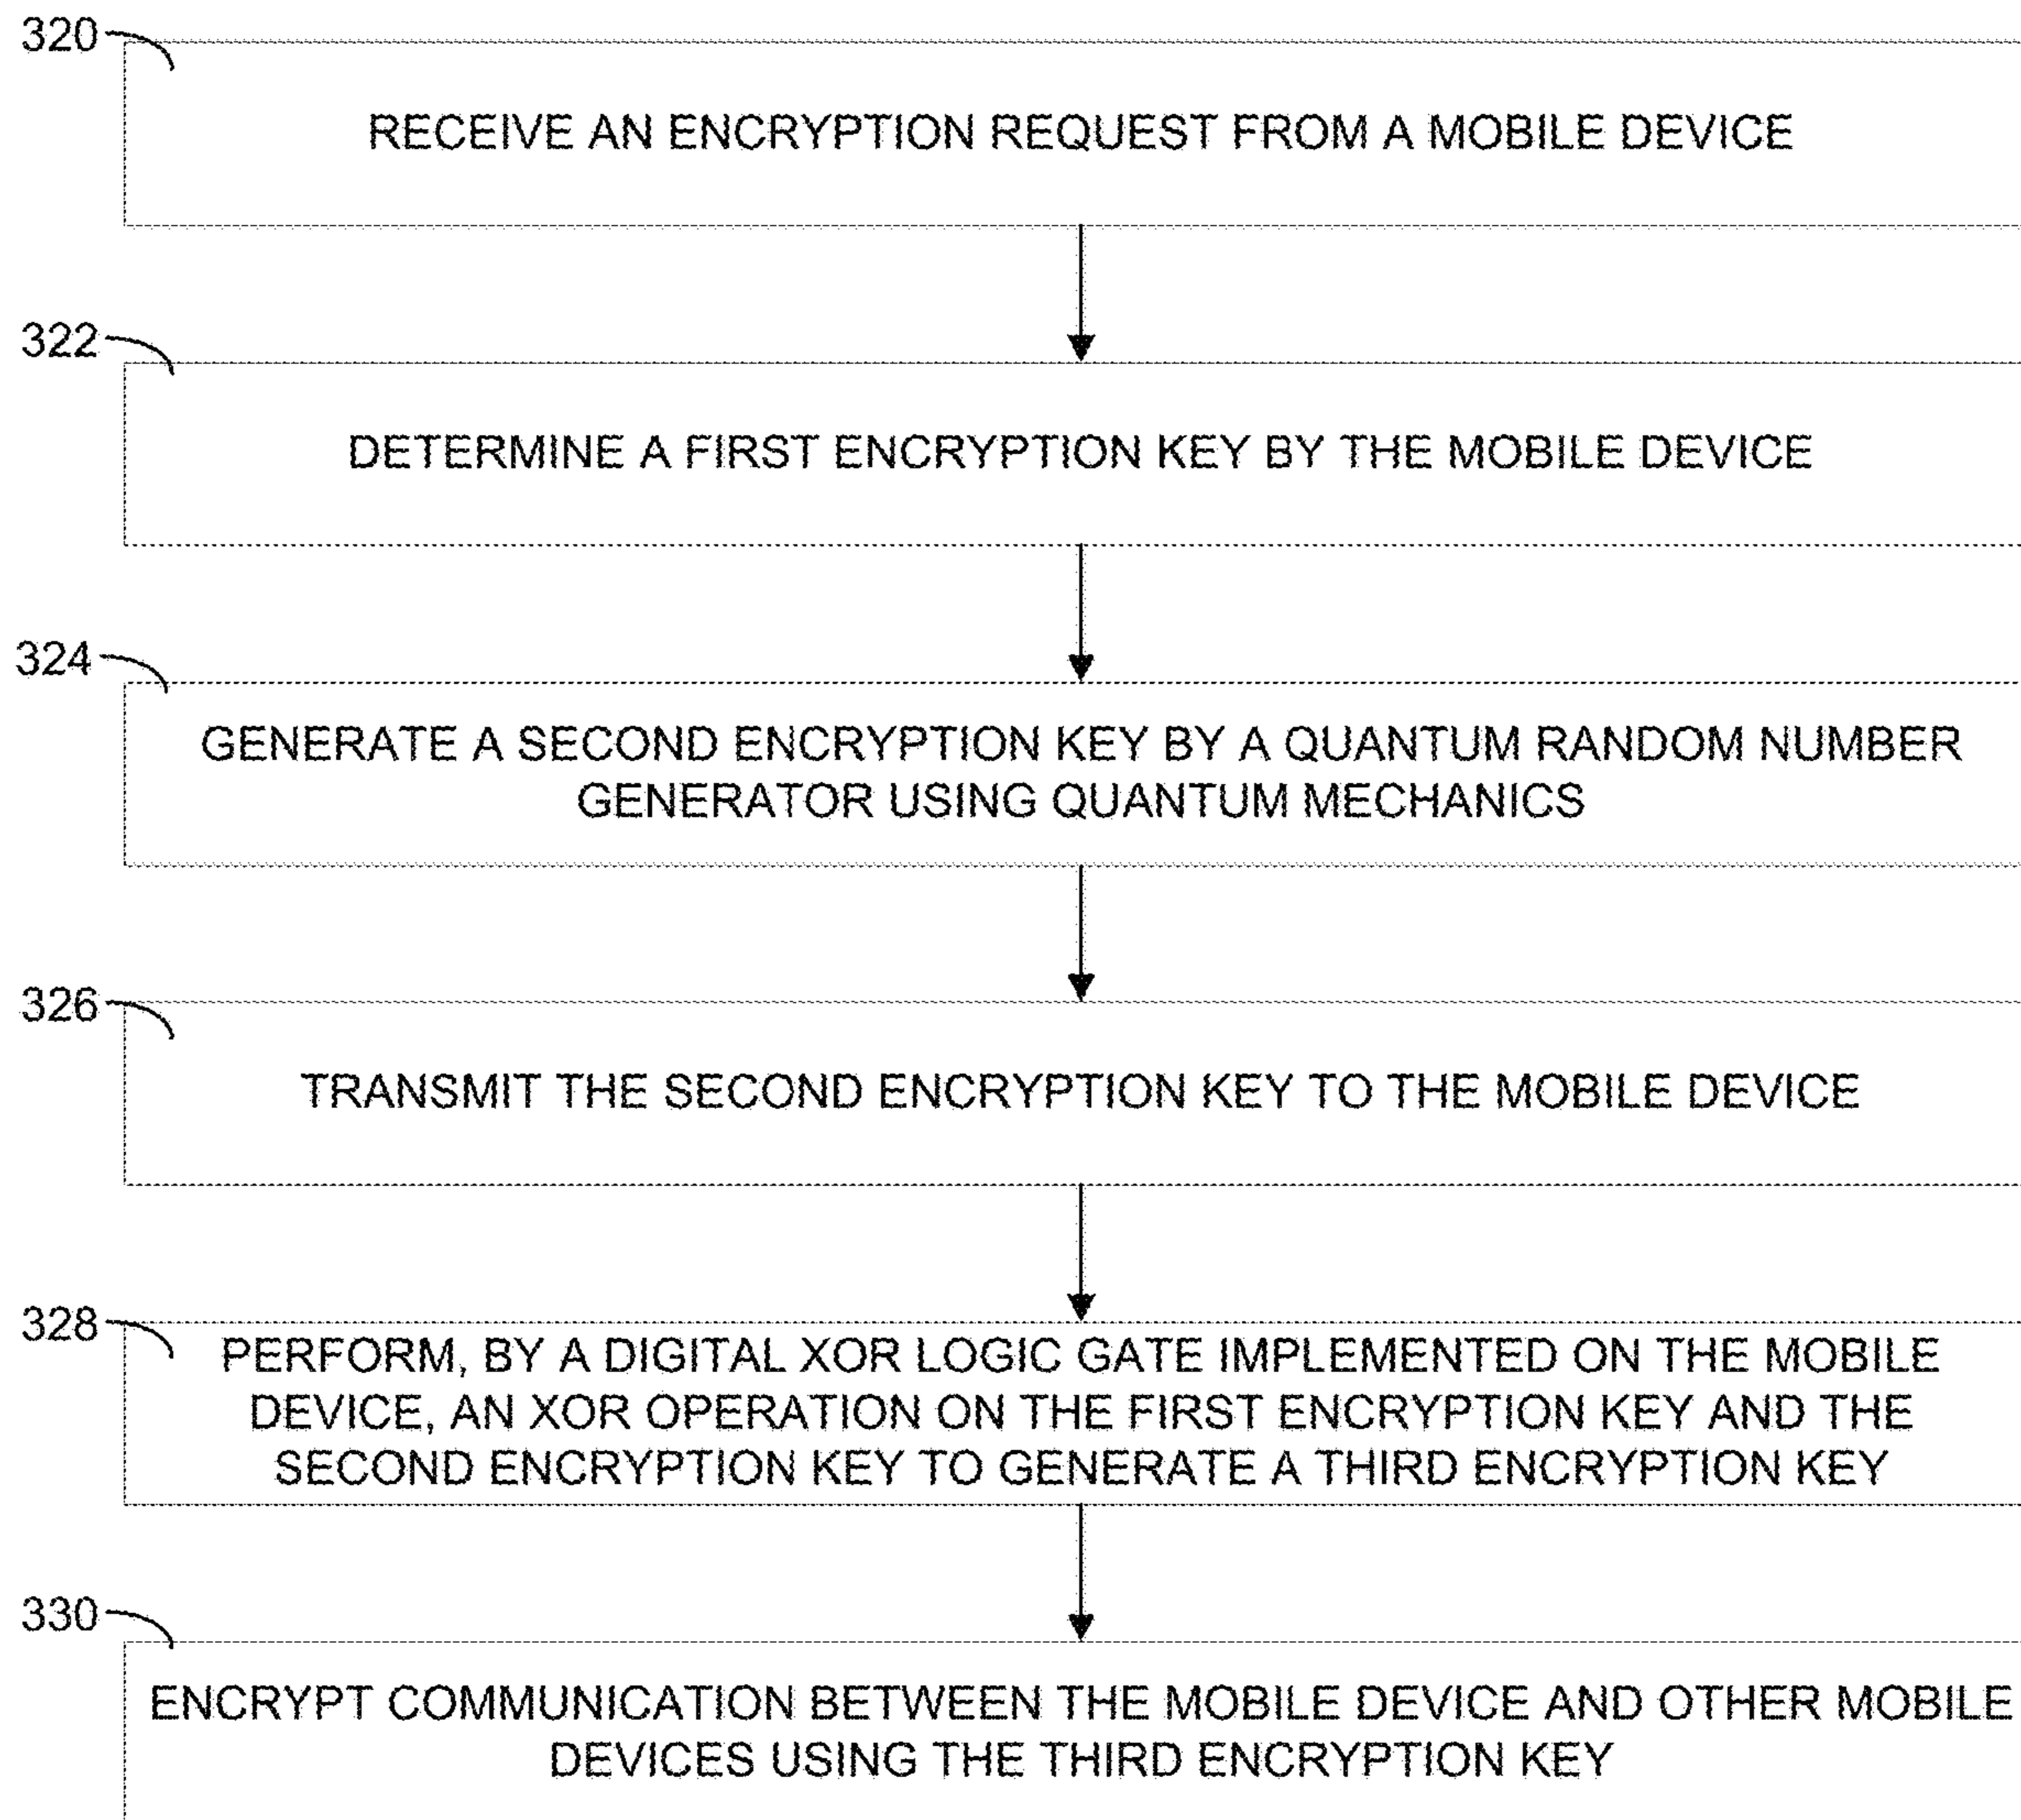 320
RECEIVE AN ENCRYPTION REQUEST FROM A MOBILE DEVICE
322
DETERMINE A FIRST ENCRYPTION KEY BY THE MOBILE DEVICE
324
GENERATE A SECOND ENCRYPTION KEY BY A QUANTUM RANDOM NUMBER
GENERATOR USING QUANTUM MECHANICS
326
TRANSMIT THE SECOND ENCRYPTION KEY TO THE MOBILE DEVICE
328
PERFORM, BY A DIGITAL XOR LOGIC GATE IMPLEMENTED ON THE MOBILE
DEVICE, AN XOR OPERATION ON THE FIRST ENCRYPTION KEY AND THE
SECOND ENCRYPTION KEY TO GENERATE A THIRD ENCRYPTION KEY
330
ENCRYPT COMMUNICATION BETWEEN THE MOBILE DEVICE AND OTHER MOBILE
DEVICES USING THE THIRD ENCRYPTION KEY